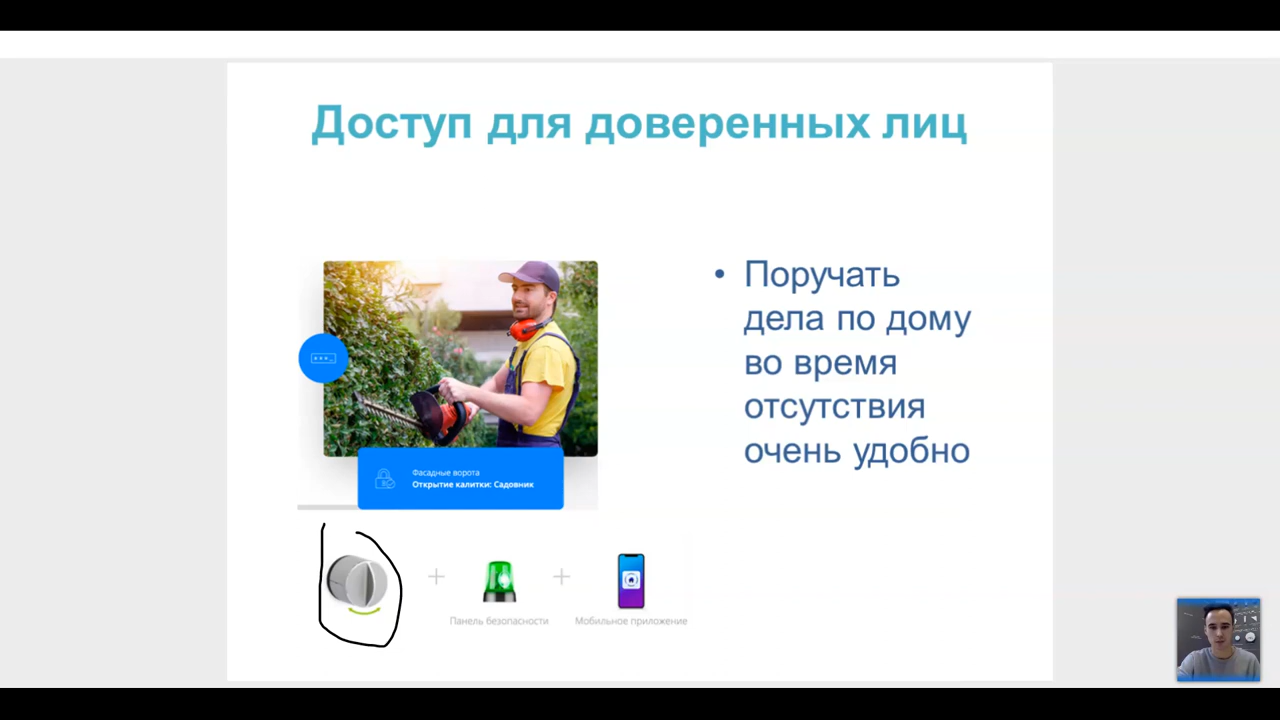 Доступ для доверенных лиц
• Поручать
дела по дому
во время
отсутствия
очень удобно
Фасадные ворота
Открытие калитки: Садовник
Панель безопасности
Мобильное приложение